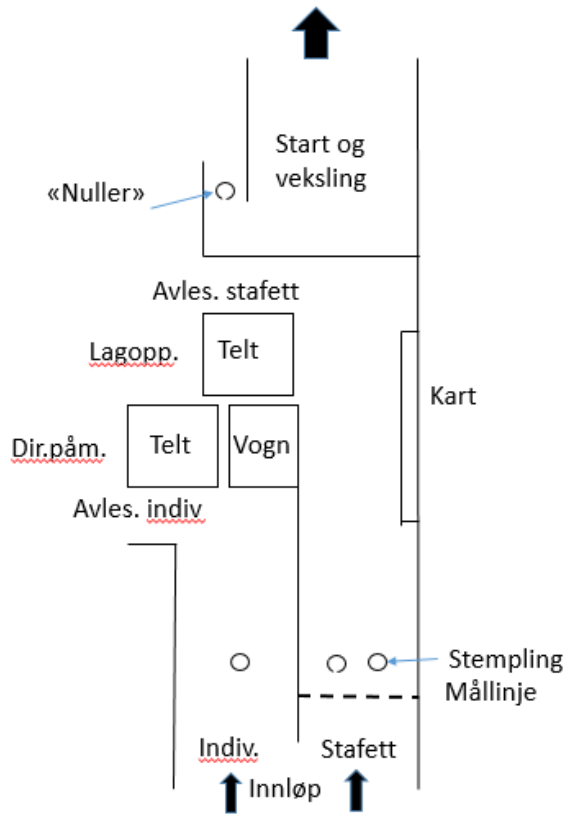 Start og
veksling
«Nuller»
Avles. stafett
Lagopp.
Telt
Kart
Dir.påm.
Telt
Vogn
Avles. indiv
Stempling
Mållinje
Indiv.
Stafett
Innløp